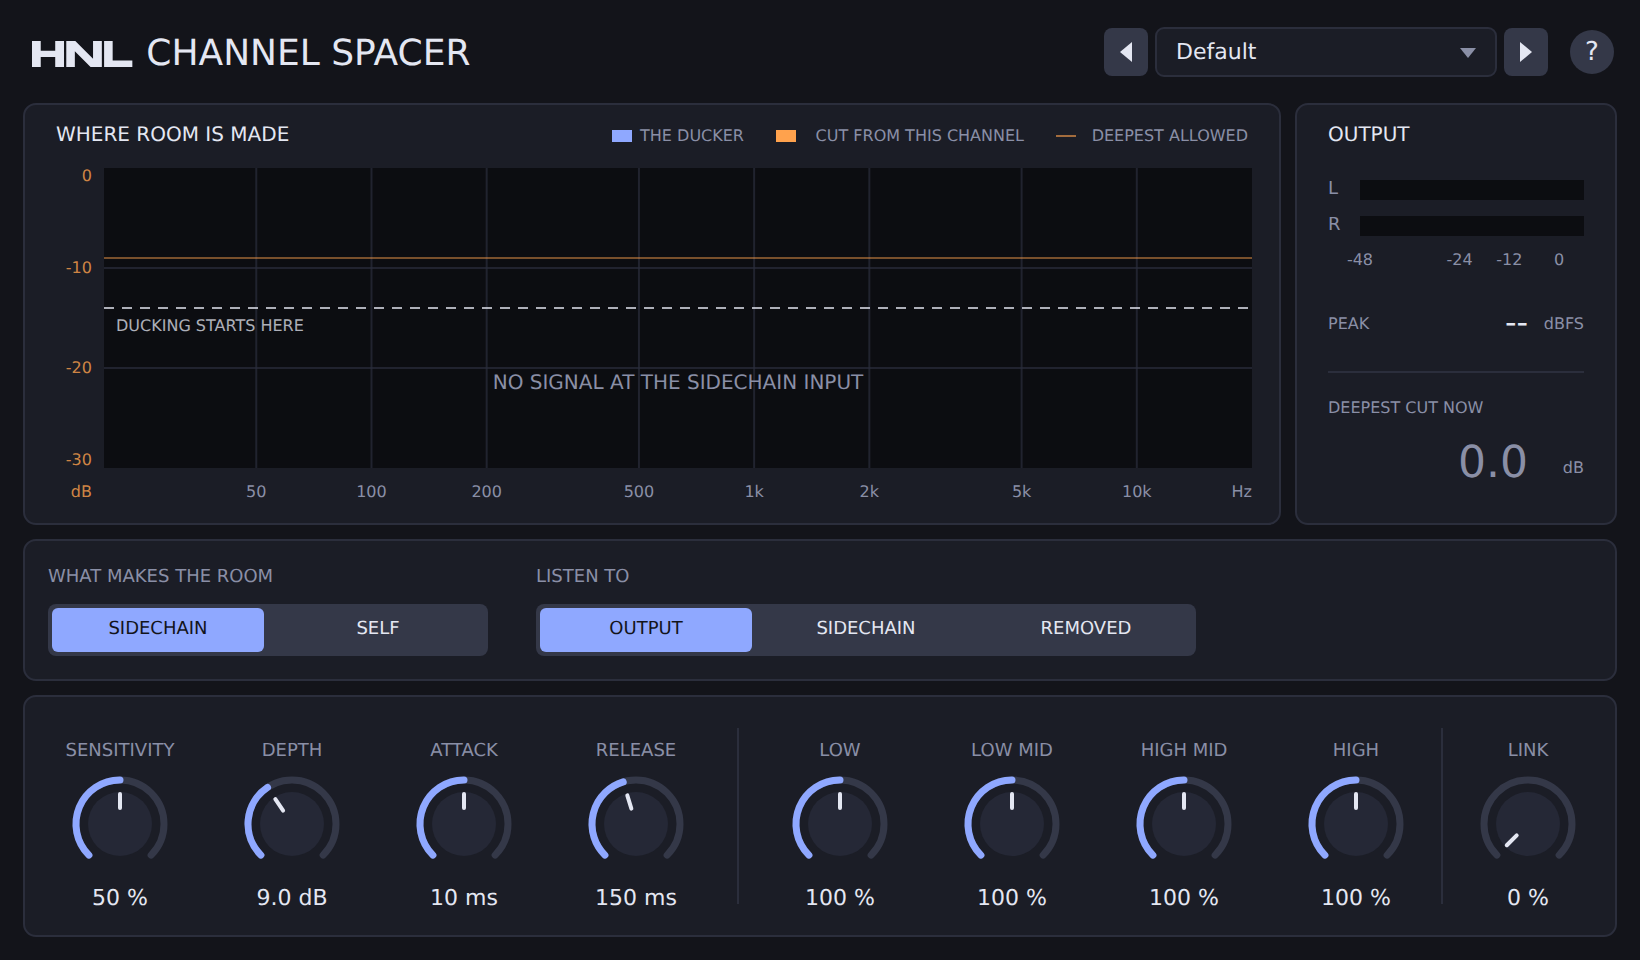 HNL CHANNEL SPACER
Default
?
WHERE ROOM IS MADE
THE DUCKER
CUT FROM THIS CHANNEL
DEEPEST ALLOWED
0
-10
-20
-30
dB
DUCKING STARTS HERE
NO SIGNAL AT THE SIDECHAIN INPUT
50
100
200
500
1k
2k
5k
10k
Hz
OUTPUT
L
R
-48
-24
-12
0
PEAK
-- dBFS
DEEPEST CUT NOW
0.0 dB
WHAT MAKES THE ROOM
SIDECHAIN
SELF
LISTEN TO
OUTPUT
SIDECHAIN
REMOVED
SENSITIVITY
DEPTH
ATTACK
RELEASE
LOW
LOW MID
HIGH MID
HIGH
LINK
50 %
9.0 dB
10 ms
150 ms
100 %
100 %
100 %
100 %
0 %